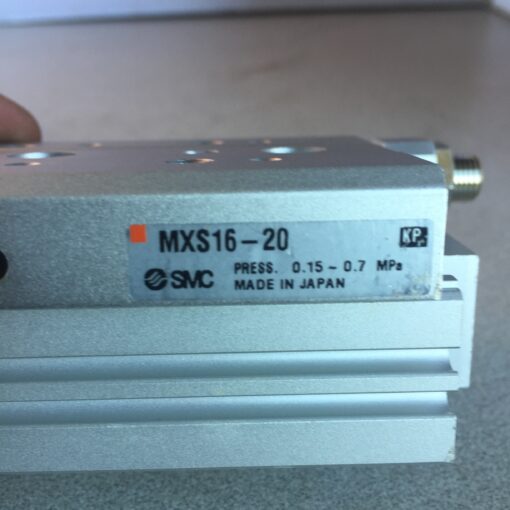 MXS16-20
KP
SMC
PRESS. 0.15 ~ 0.7 MPa
MADE IN JAPAN